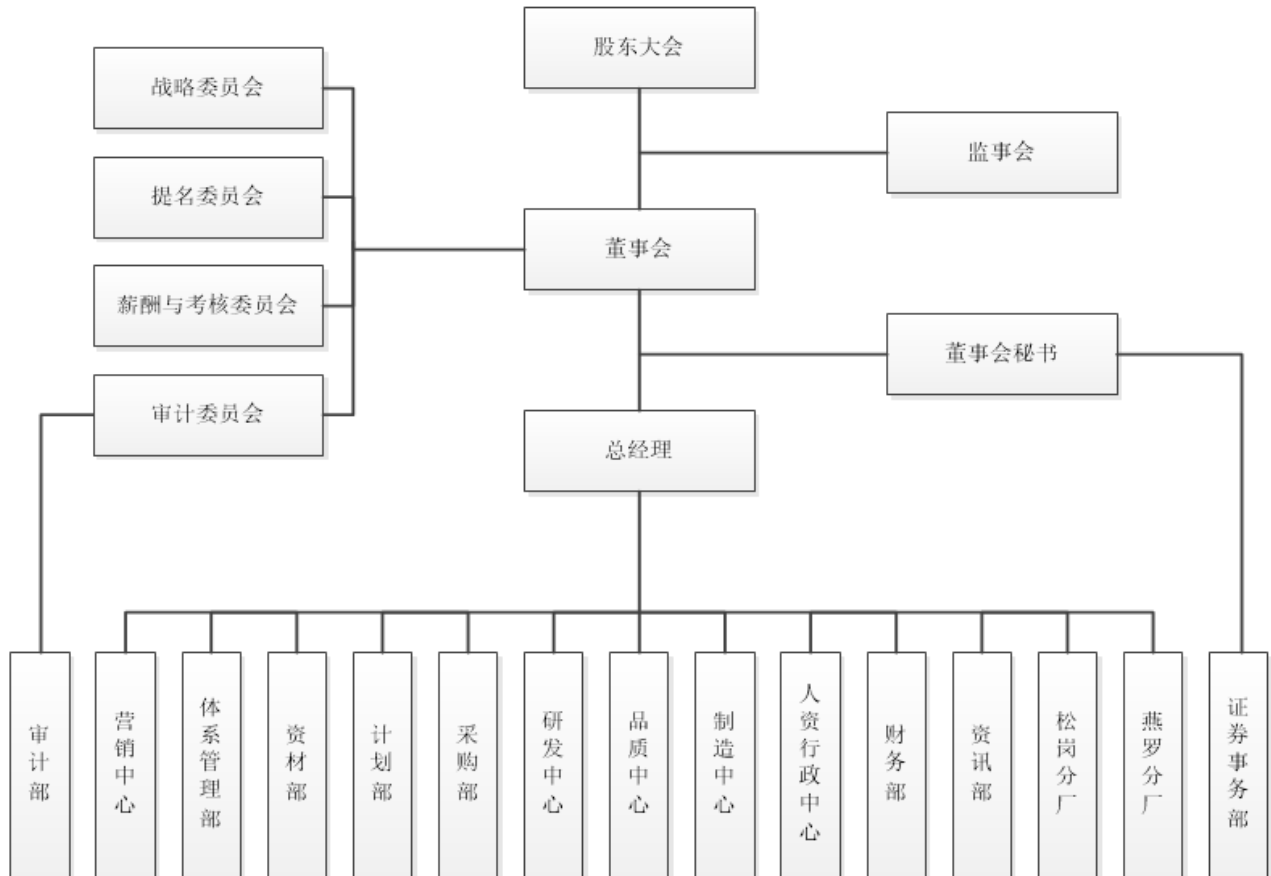 股东大会
战略委员会
监事会
提名委员会
董事会
薪酬与考核委员会
董事会秘书
审计委员会
总经理
审计部
营销中心
体系管理部
资材部
计划部
采购部
研发中心
品质中心
制造中心
人资行政中心
财务部
资讯部
松岗分厂
燕罗分厂
证券事务部